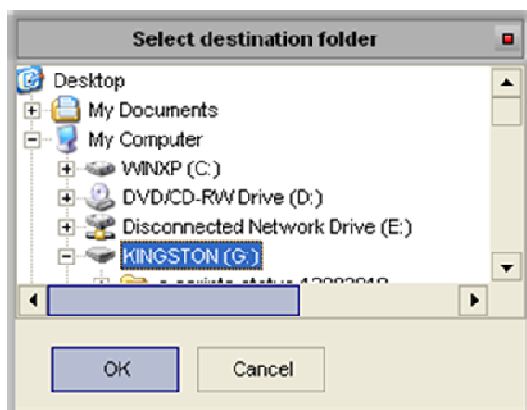 Select destination folder
Desktop
My Documents
My Computer
WINXP (C:)
DVD/CD-RW Drive (D:)
Disconnected Network Drive (E:)
KINGSTON (G:)
OK Cancel